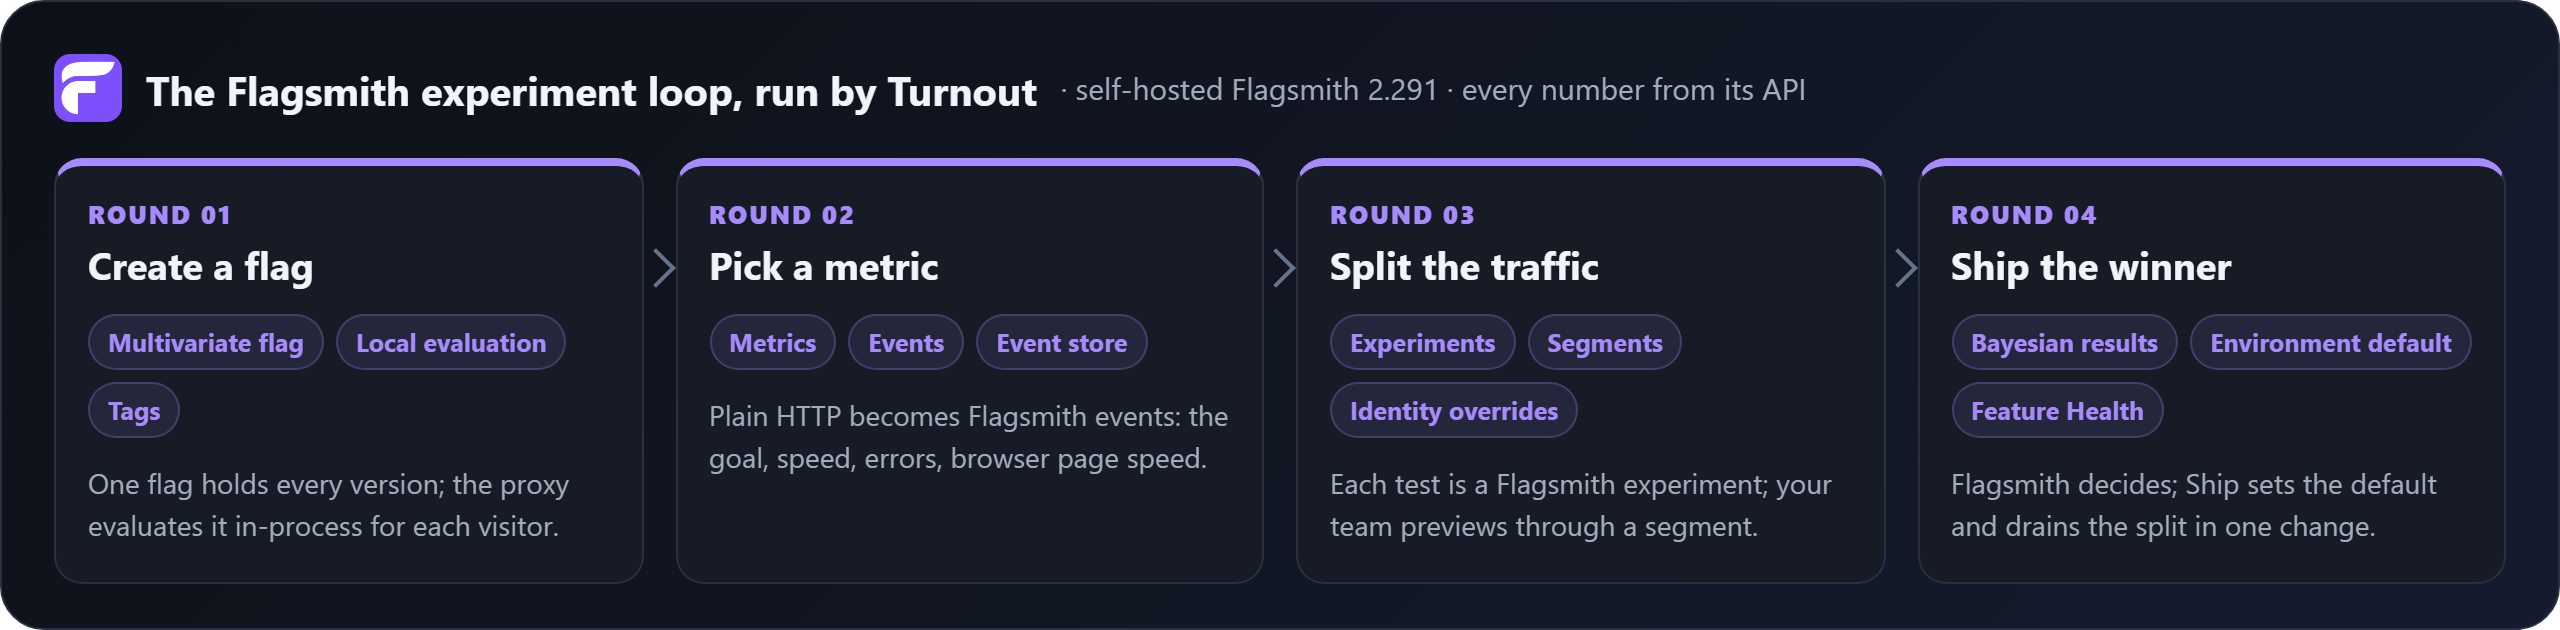 The Flagsmith experiment loop, run by Turnout · self-hosted Flagsmith 2.291 · every number from its API
ROUND 01
Create a flag
Multivariate flag Local evaluation
Tags
One flag holds every version; the proxy
evaluates it in-process for each visitor.
ROUND 02
Pick a metric
Metrics Events Event store
Plain HTTP becomes Flagsmith events: the
goal, speed, errors, browser page speed.
ROUND 03
Split the traffic
Experiments Segments
Identity overrides
Each test is a Flagsmith experiment; your
team previews through a segment.
ROUND 04
Ship the winner
Bayesian results Environment default
Feature Health
Flagsmith decides; Ship sets the default
and drains the split in one change.